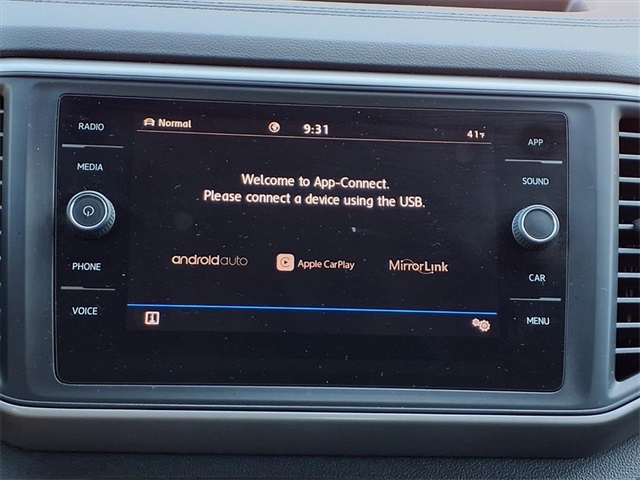 RADIO
MEDIA
PHONE
VOICE
Normal
9:31
41°F
Welcome to App-Connect.
Please connect a device using the USB.
androidauto
Apple CarPlay
MirrorLink
APP
SOUND
CAR
MENU